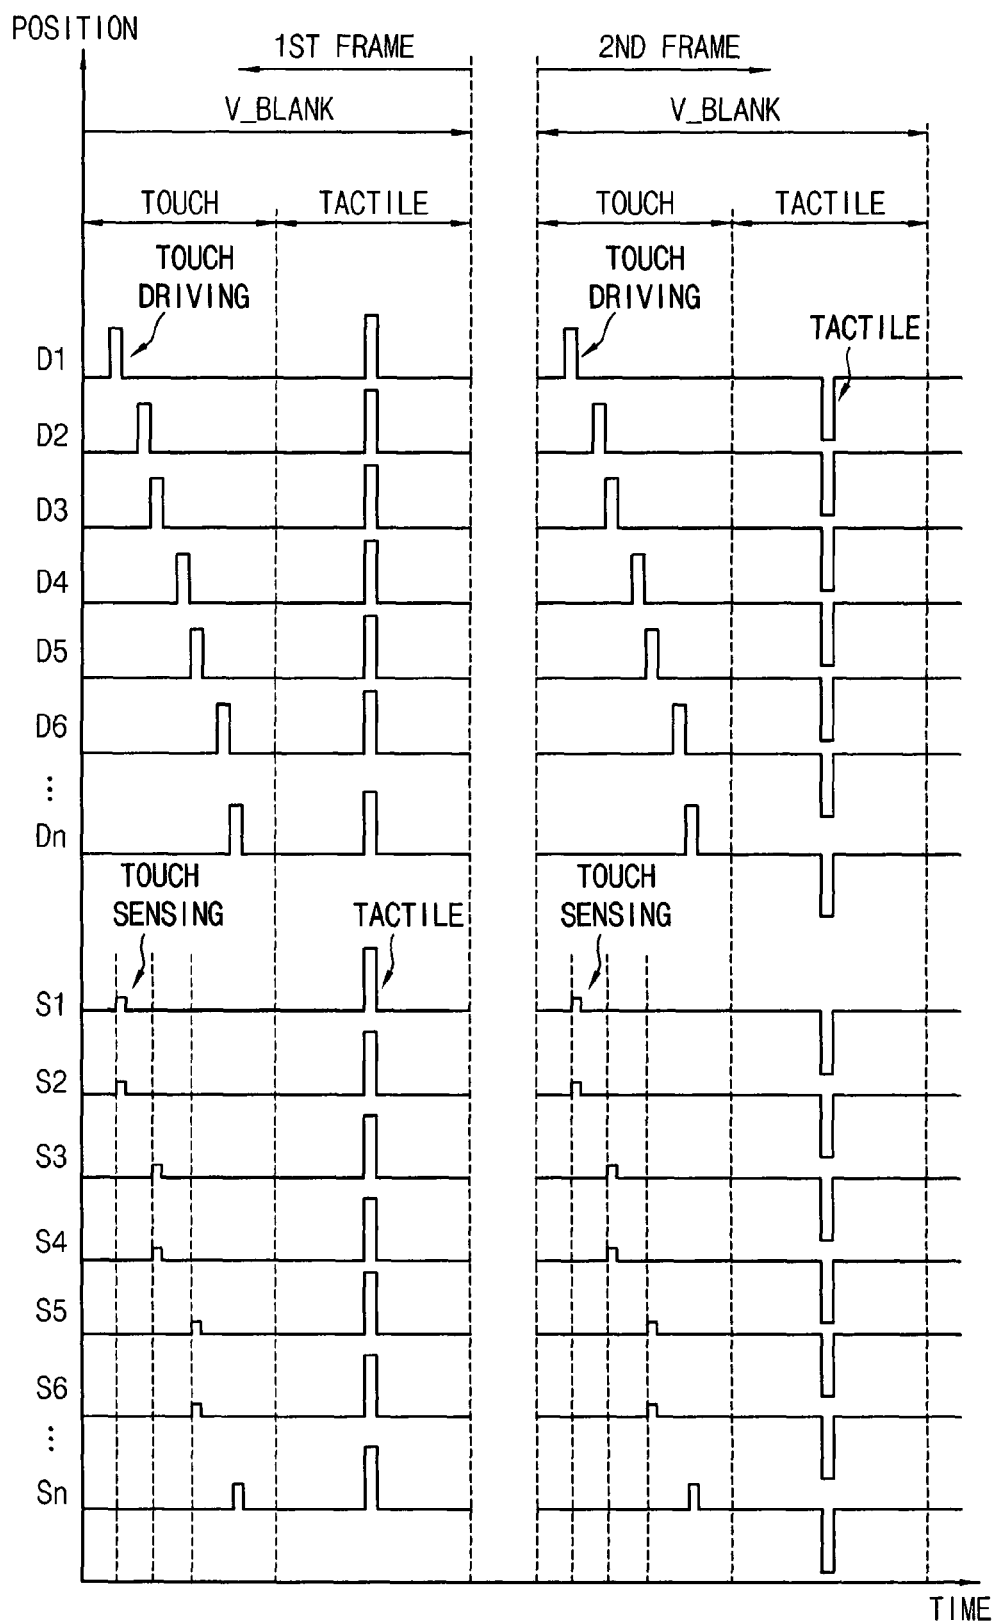 POSITION
1ST FRAME 2ND FRAME
V_BLANK V_BLANK
TOUCH TACTILE TOUCH TACTILE
TOUCH DRIVING
TOUCH DRIVING
TACTILE
D1
D2
D3
D4
D5
D6
⋮
Dn
TOUCH SENSING
TACTILE
TOUCH SENSING
S1
S2
S3
S4
S5
S6
⋮
Sn
TIME